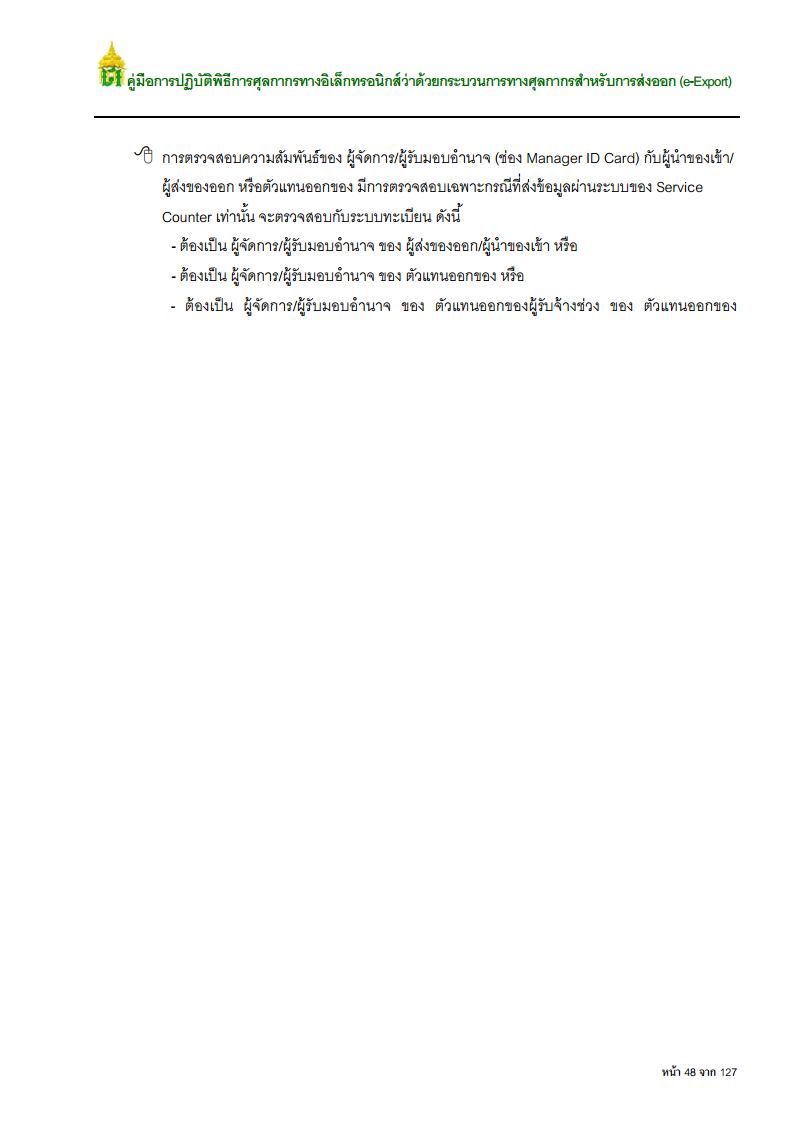 คู่มือการปฏิบัติพิธีการศุลกากรทางอิเล็กทรอนิกส์ว่าด้วยกระบวนการทางศุลกากรสำหรับการส่งออก (e-Export)
การตรวจสอบความสัมพันธ์ของ ผู้จัดการ/ผู้รับมอบอำนาจ (ช่อง Manager ID Card) กับผู้นำของเข้า/
ผู้ส่งของออก หรือตัวแทนออกของ มีการตรวจสอบเฉพาะกรณีที่ส่งข้อมูลผ่านระบบของ Service
Counter เท่านั้น จะตรวจสอบกับระบบทะเบียน ดังนี้
- ต้องเป็น ผู้จัดการ/ผู้รับมอบอำนาจ ของ ผู้ส่งของออก/ผู้นำของเข้า หรือ
- ต้องเป็น ผู้จัดการ/ผู้รับมอบอำนาจ ของ ตัวแทนออกของ หรือ
- ต้องเป็น ผู้จัดการ/ผู้รับมอบอำนาจ ของ ตัวแทนออกของผู้รับจ้างช่วง ของ ตัวแทนออกของ
หน้า 48 จาก 127